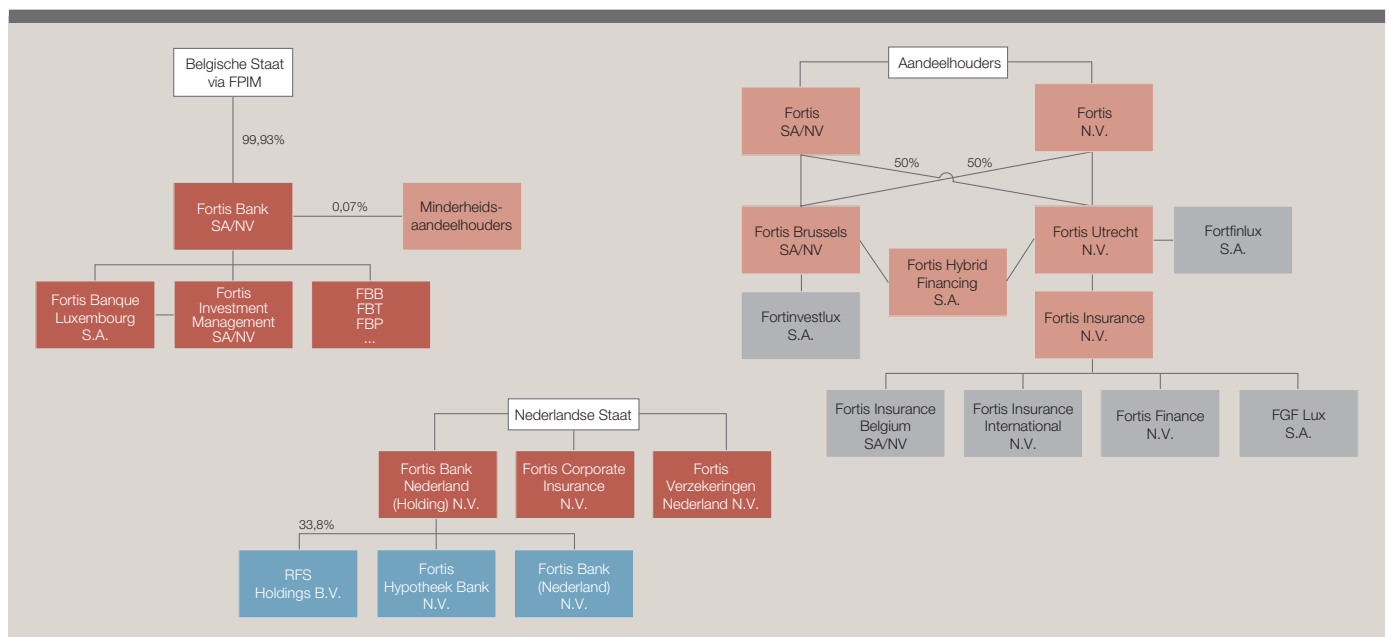 Belgische Staat
via FPIM
99,93%
Fortis Bank
SA/NV
0,07%
Minderheids-
aandeelhouders
Fortis Banque
Luxembourg
S.A.
Fortis
Investment
Management
SA/NV
FBB
FBT
FBP
...
Aandeelhouders
Fortis
SA/NV
Fortis
N.V.
50%
50%
Fortis Brussels
SA/NV
Fortis Hybrid
Financing
S.A.
Fortis Utrecht
N.V.
Fortfinlux
S.A.
Fortinvestlux
S.A.
Fortis Insurance
N.V.
Fortis Insurance
Belgium
SA/NV
Fortis Insurance
International
N.V.
Fortis Finance
N.V.
FGF Lux
S.A.
Nederlandse Staat
Fortis Bank
Nederland
(Holding) N.V.
Fortis Corporate
Insurance
N.V.
Fortis
Verzekeringen
Nederland N.V.
33,8%
RFS
Holdings B.V.
Fortis
Hypotheek Bank
N.V.
Fortis Bank
(Nederland)
N.V.